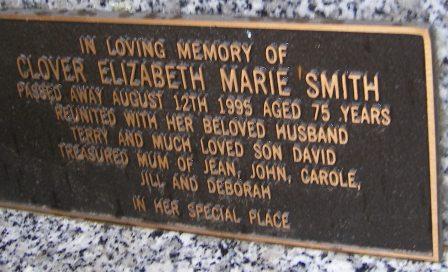 IN LOVING MEMORY OF
CLOVER ELIZABETH MARIE SMITH
PASSED AWAY AUGUST 12TH 1995 AGED 75 YEARS
REUNITED WITH HER BELOVED HUSBAND
TERRY AND MUCH LOVED SON DAVID
TREASURED MUM OF JEAN, JOHN, CAROLE,
JILL AND DEBORAH
IN HER SPECIAL PLACE